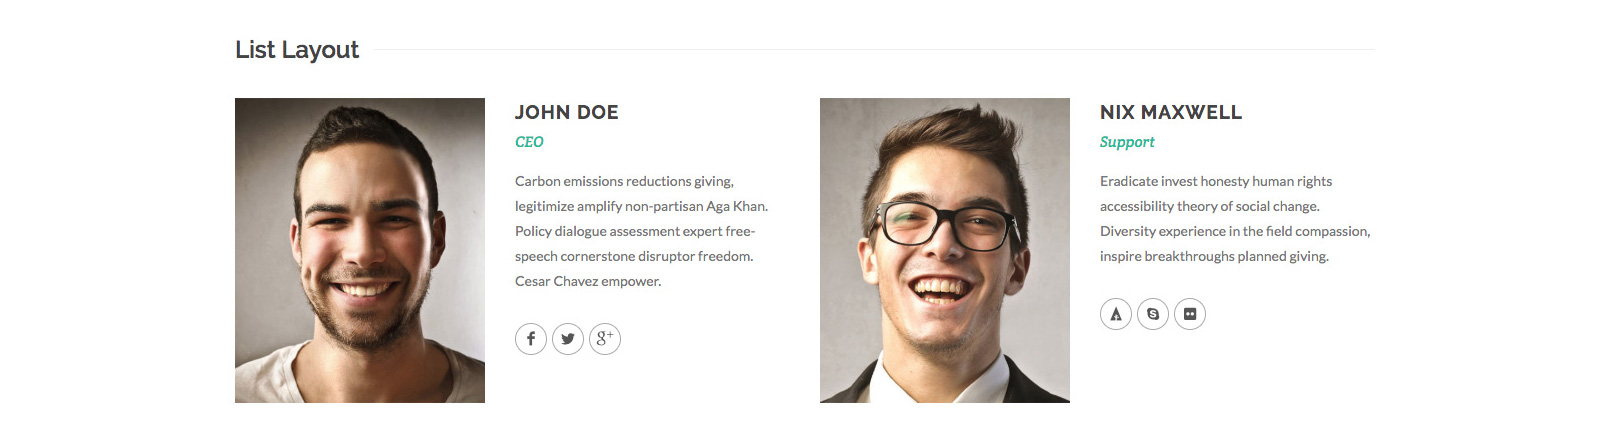 List Layout
JOHN DOE
CEO
Carbon emissions reductions giving,
legitimize amplify non-partisan Aga Khan.
Policy dialogue assessment expert free-
speech cornerstone disruptor freedom.
Cesar Chavez empower.
g+
NIX MAXWELL
Support
Eradicate invest honesty human rights
accessibility theory of social change.
Diversity experience in the field compassion,
inspire breakthroughs planned giving.